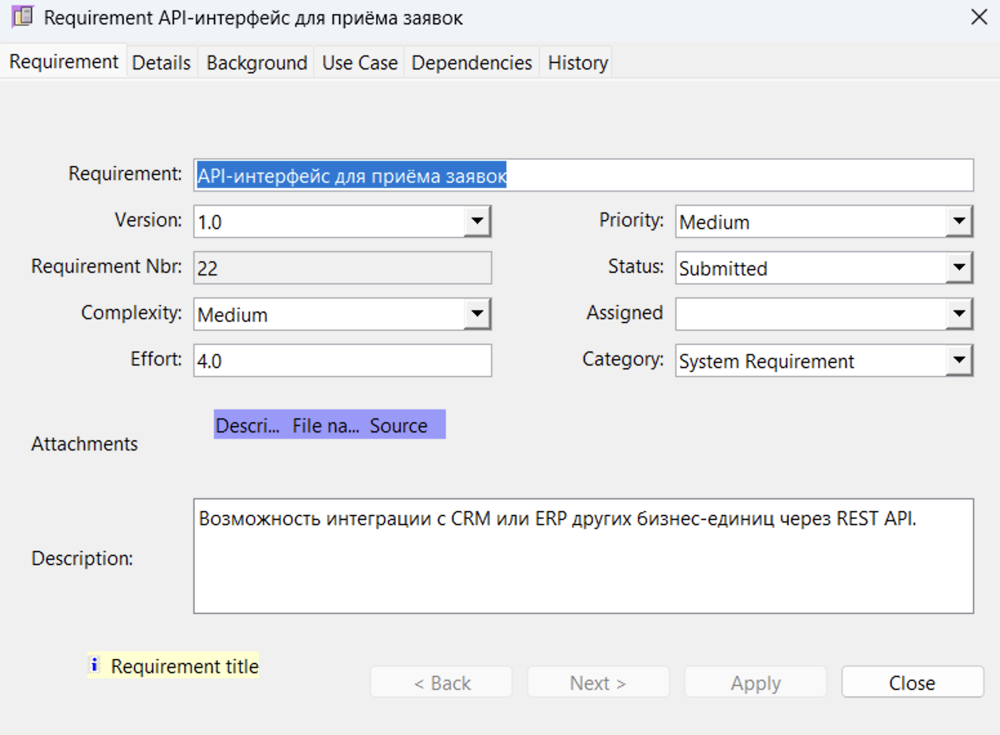 Requirement API-интерфейс для приёма заявок
Requirement Details Background Use Case Dependencies History
Requirement: API-интерфейс для приёма заявок
Version: 1.0 Priority: Medium
Requirement Nbr: 22 Status: Submitted
Complexity: Medium Assigned
Effort: 4.0 Category: System Requirement
Descri... File na... Source
Attachments
Возможность интеграции с CRM или ERP других бизнес-единиц через REST API.
Description:
i Requirement title
< Back Next > Apply Close